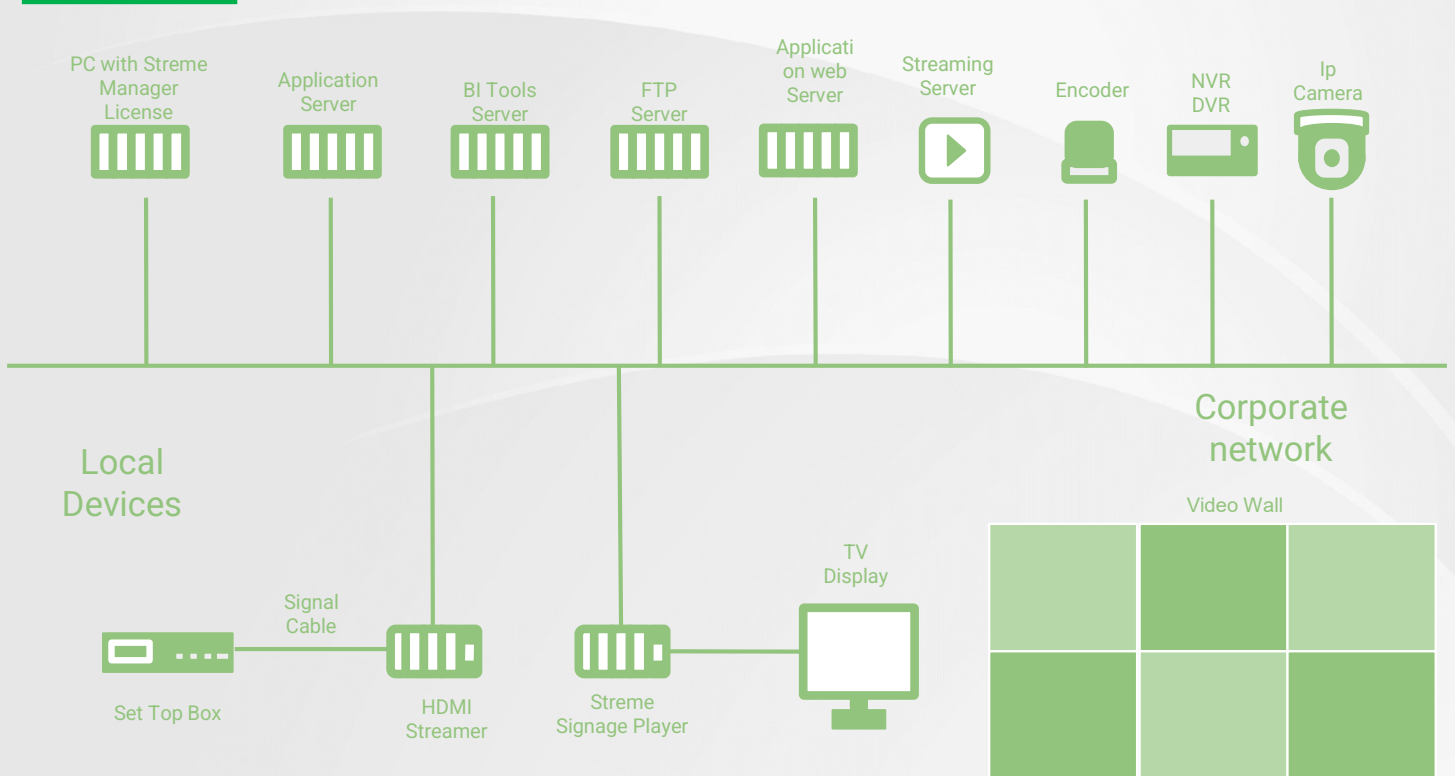 PC with Streme
Manager
License
Application
Server
BI Tools
Server
FTP
Server
Applicati
on web
Server
Streaming
Server
Encoder
NVR
DVR
Ip
Camera
Corporate
network
Local
Devices
Video Wall
TV
Display
Signal
Cable
Set Top Box
HDMI
Streamer
Streme
Signage Player